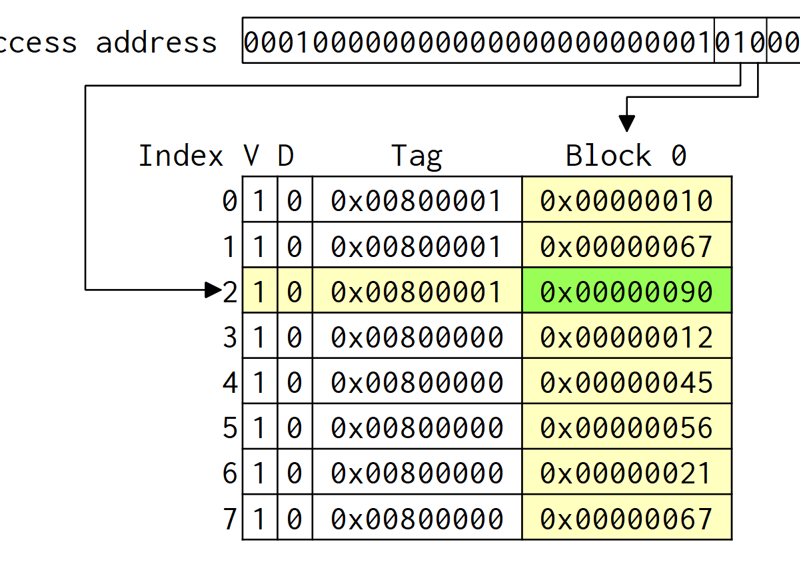 ccess address 000100000000000000000000001 010 00
Index V D Tag Block 0
0 1 0 0x00800001 0x00000010
1 1 0 0x00800001 0x00000067
2 1 0 0x00800001 0x00000090
3 1 0 0x00800000 0x00000012
4 1 0 0x00800000 0x00000045
5 1 0 0x00800000 0x00000056
6 1 0 0x00800000 0x00000021
7 1 0 0x00800000 0x00000067